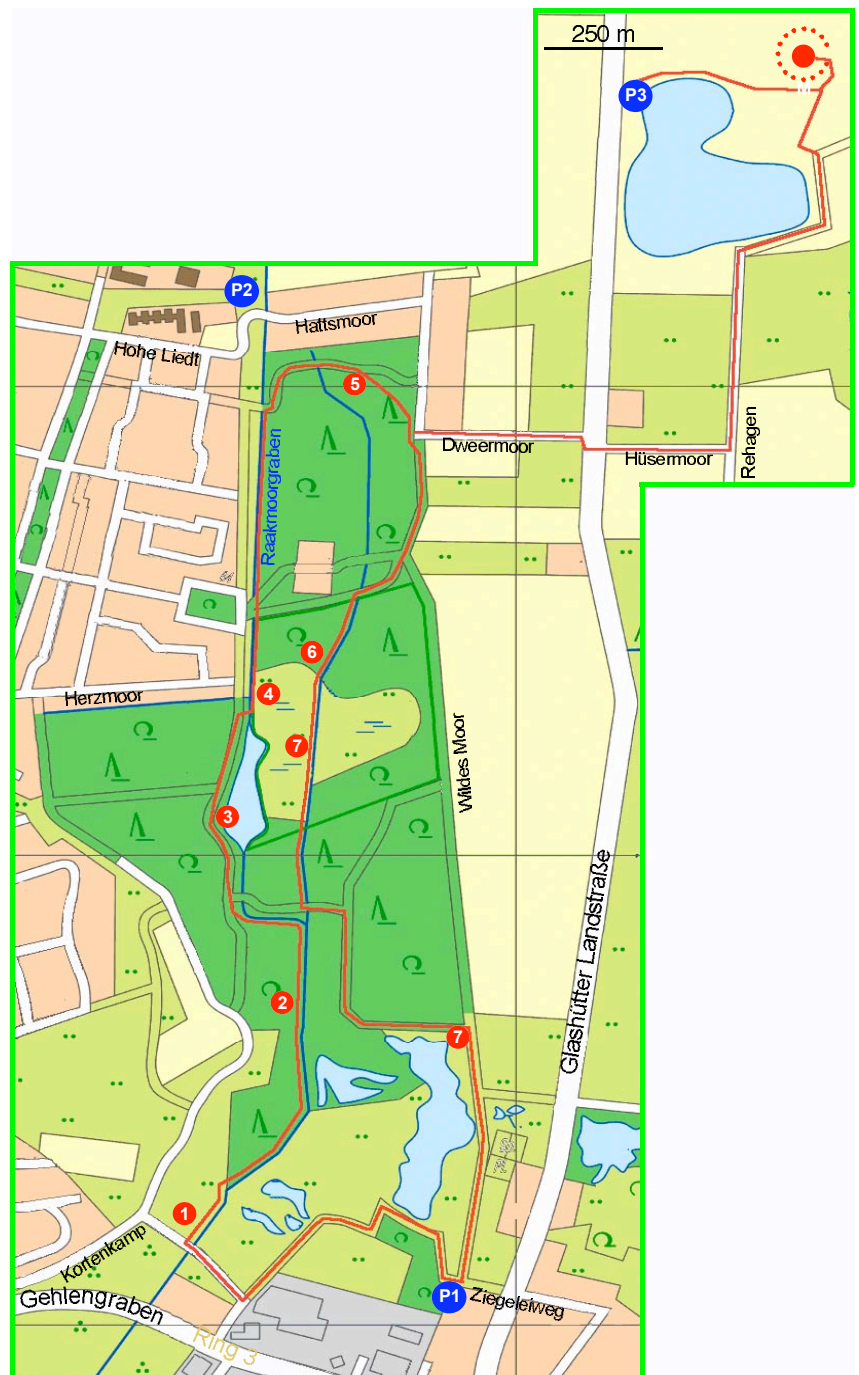 250 m
P3
P2
Hattsmoor
Hohe Liedt
5
Dweermoor
Hüsermoor
Rehagen
Raakmoorgraben
6
4
Herzmoor
7
Wildes Moor
3
Glashütter Landstraße
2
7
1
Kortenkamp
P1
Ziegeleiweg
Gehlengraben
Ring 3